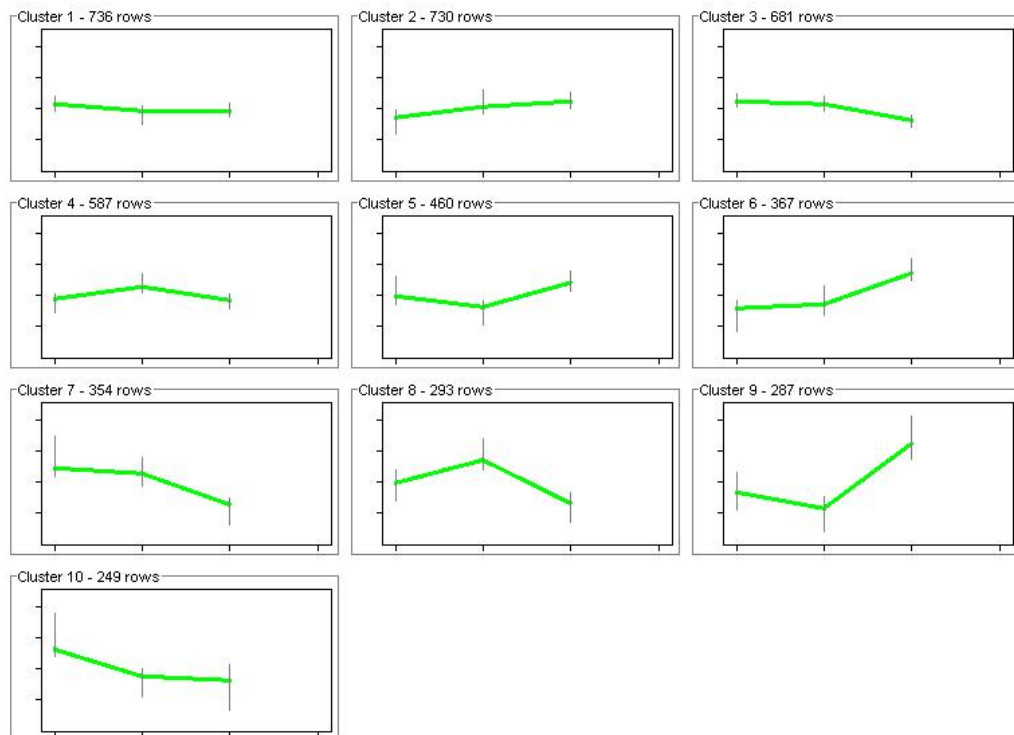 Cluster 1 - 736 rows
Cluster 2 - 730 rows
Cluster 3 - 681 rows
Cluster 4 - 587 rows
Cluster 5 - 460 rows
Cluster 6 - 367 rows
Cluster 7 - 354 rows
Cluster 8 - 293 rows
Cluster 9 - 287 rows
Cluster 10 - 249 rows